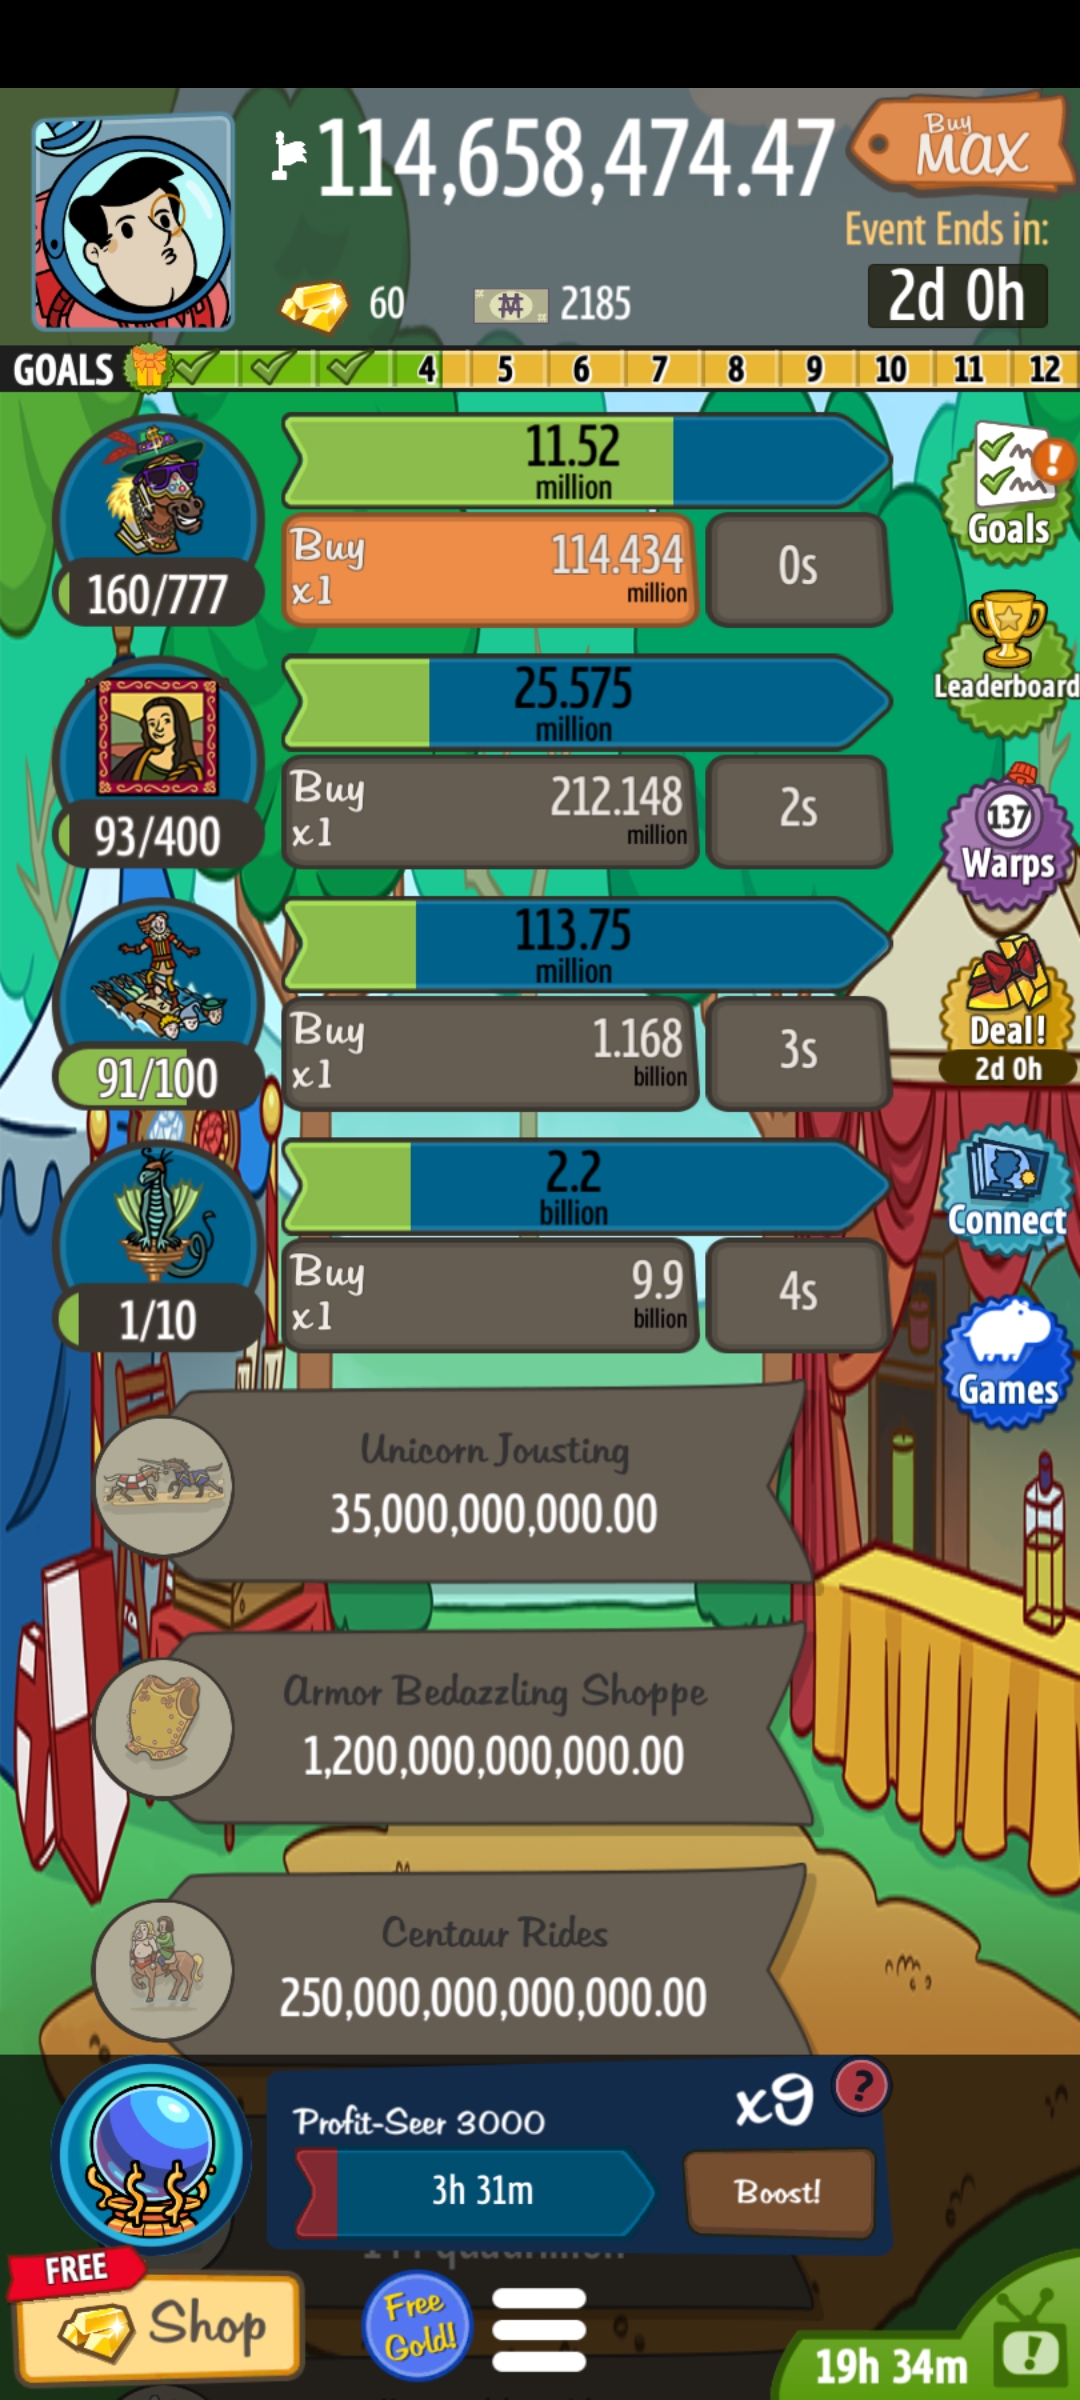 114,658,474.47
Buy
MAX
Event Ends in:
60
2185
2d 0h
GOALS 4 5 6 7 8 9 10 11 12
11.52
million
Buy
x1
114.434
million
0s
160/777
Goals
25.575
million
Leaderboard
Buy
x1
212.148
million
2s
93/400
137
Warps
113.75
million
Buy
x1
1.168
billion
3s
91/100
Deal!
2d 0h
2.2
billion
Buy
x1
9.9
billion
4s
1/10
Connect
Games
Unicorn Jousting
35,000,000,000.00
Armor Bedazzling Shoppe
1,200,000,000,000.00
Centaur Rides
250,000,000,000,000.00
Profit-Seer 3000
x9
?
3h 31m
Boost!
FREE
Shop
Free
Gold!
19h 34m